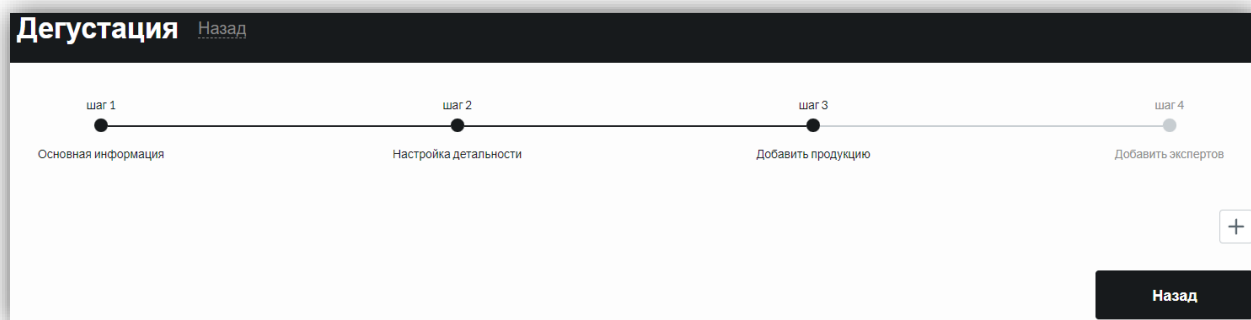 Дегустация Назад
шаг 1 шаг 2 шаг 3 шаг 4
Основная информация Настройка детальности Добавить продукцию Добавить экспертов
+
Назад